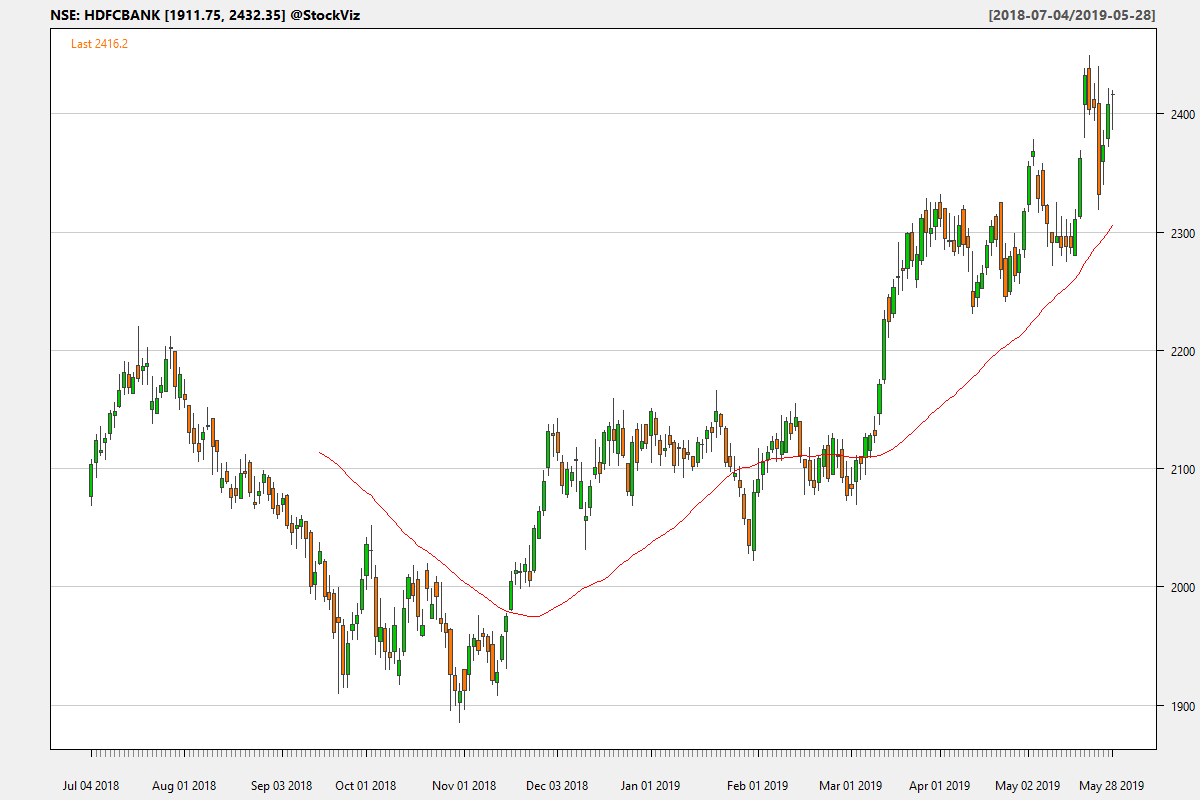 NSE: HDFCBANK [1911.75, 2432.35] @StockViz
[2018-07-04/2019-05-28]
Last 2416.2
2400
2300
2200
2100
2000
1900
Jul 04 2018 Aug 01 2018 Sep 03 2018 Oct 01 2018 Nov 01 2018 Dec 03 2018 Jan 01 2019 Feb 01 2019 Mar 01 2019 Apr 01 2019 May 02 2019 May 28 2019